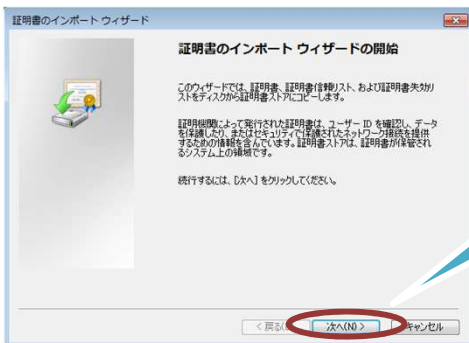 証明書のインポート ウィザード
証明書のインポート ウィザードの開始
このウィザードでは、証明書、証明書信頼リスト、および証明書失効リ
ストをディスクから証明書ストアにコピーします。
証明機関によって発行された証明書は、ユーザー ID を確認し、データ
を保護したり、またはセキュリティで保護されたネットワーク接続を提供
するための情報を含んでいます。証明書ストアは、証明書が保管され
るシステム上の領域です。
続行するには、[次へ] をクリックしてください。
< 戻る( 次へ(N) > キャンセル